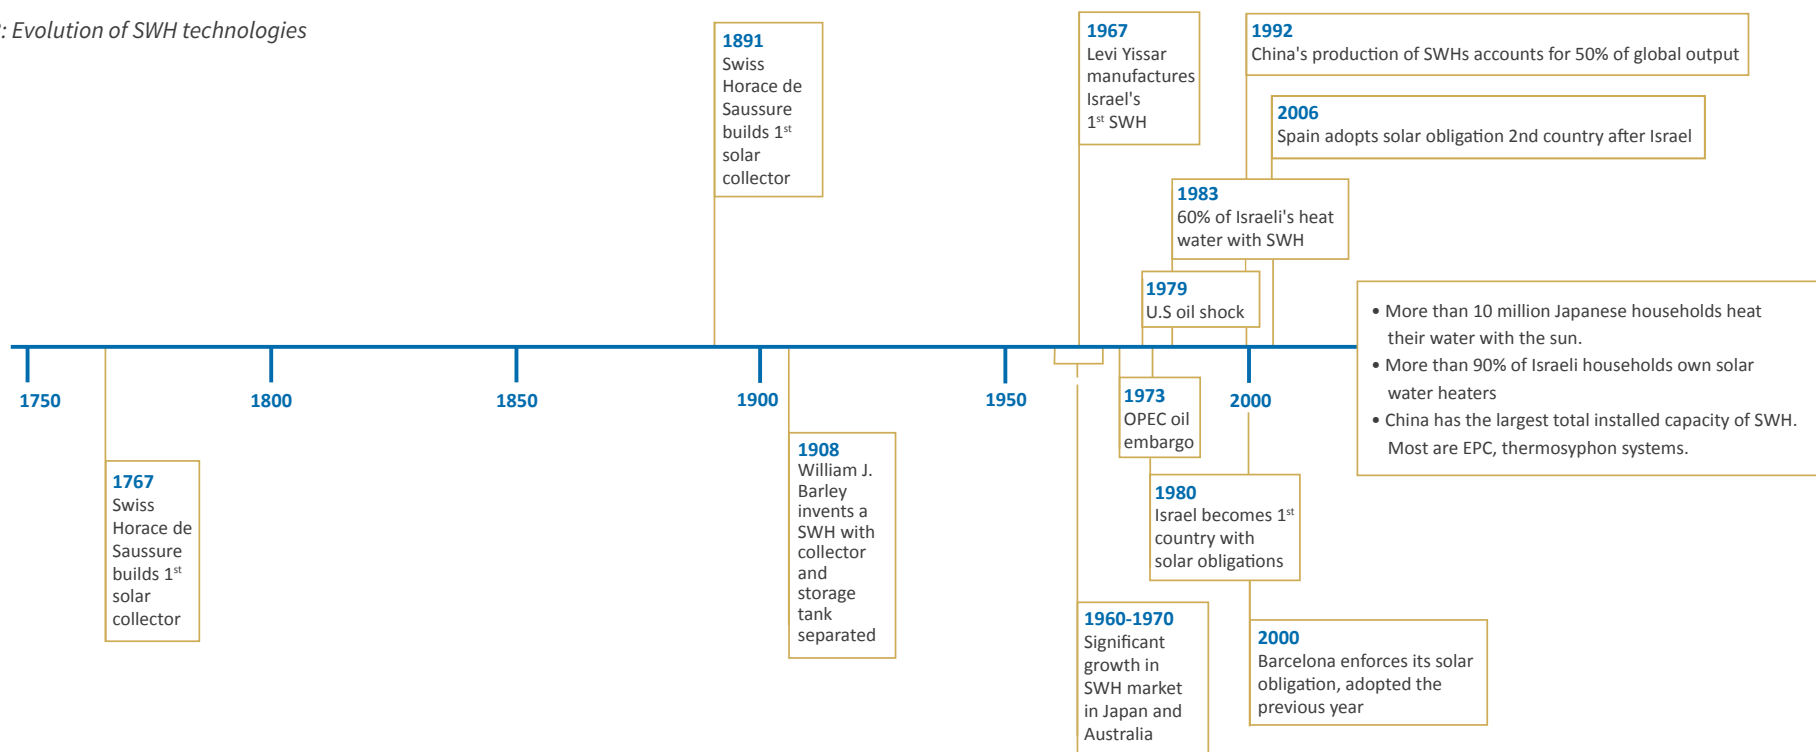 : Evolution of SWH technologies
1891
Swiss
Horace de
Saussure
builds 1st
solar
collector
1967
Levi Yissar
manufactures
Israel's
1st SWH
1992
China's production of SWHs accounts for 50% of global output
2006
Spain adopts solar obligation 2nd country after Israel
1983
60% of Israeli's heat
water with SWH
1979
U.S oil shock
• More than 10 million Japanese households heat
their water with the sun.
• More than 90% of Israeli households own solar
water heaters
• China has the largest total installed capacity of SWH.
Most are EPC, thermosyphon systems.
1750
1800
1850
1900
1950
2000
1767
Swiss
Horace de
Saussure
builds 1st
solar
collector
1908
William J.
Barley
invents a
SWH with
collector
and
storage
tank
separated
1973
OPEC oil
embargo
1980
Israel becomes 1st
country with
solar obligations
1960-1970
Significant
growth in
SWH market
in Japan and
Australia
2000
Barcelona enforces its solar
obligation, adopted the
previous year